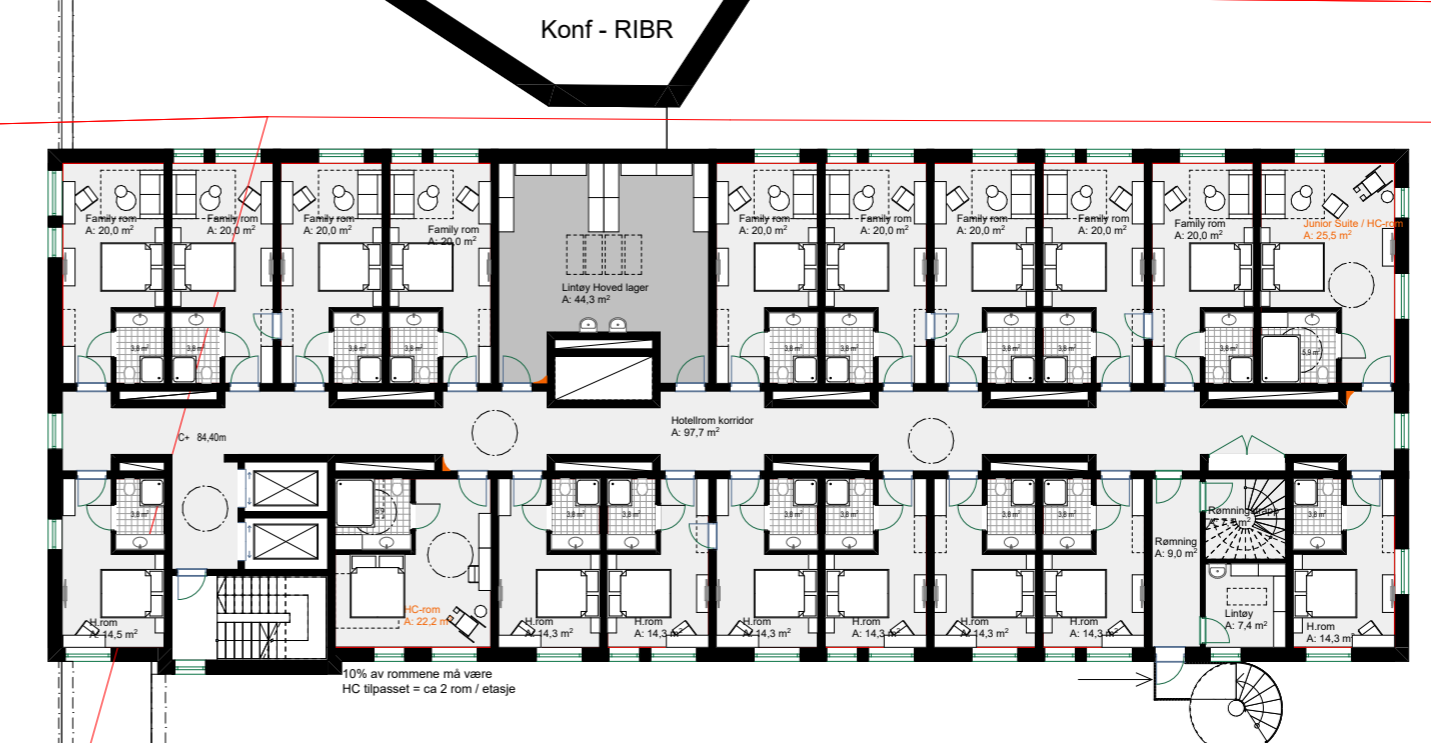 Konf - RIBR
Family rom
A: 20,0 m²
Family rom
A: 20,0 m²
Family rom
A: 20,0 m²
Family rom
A: 20,0 m²
Lintøy Hoved lager
A: 44,3 m²
Family rom
A: 20,0 m²
Family rom
A: 20,0 m²
Family rom
A: 20,0 m²
Family rom
A: 20,0 m²
Family rom
A: 20,0 m²
Junior Suite / HC-rom
A: 25,5 m²
3,8 m²
3,8 m²
3,8 m²
3,8 m²
3,8 m²
3,8 m²
3,8 m²
3,8 m²
3,8 m²
5,9 m²
C+ 84,40m
Hotellrom korridor
A: 97,7 m²
3,8 m²
3,8 m²
3,8 m²
3,8 m²
3,8 m²
3,8 m²
3,8 m²
3,8 m²
H.rom
A: 14,5 m²
HC-rom
A: 22,2 m²
H.rom
A: 14,3 m²
H.rom
A: 14,3 m²
H.rom
A: 14,3 m²
H.rom
A: 14,3 m²
H.rom
A: 14,3 m²
H.rom
A: 14,3 m²
Rømning
A: 9,0 m²
Lintøy
A: 7,4 m²
H.rom
A: 14,3 m²
10% av rommene må være
HC tilpasset = ca 2 rom / etasje